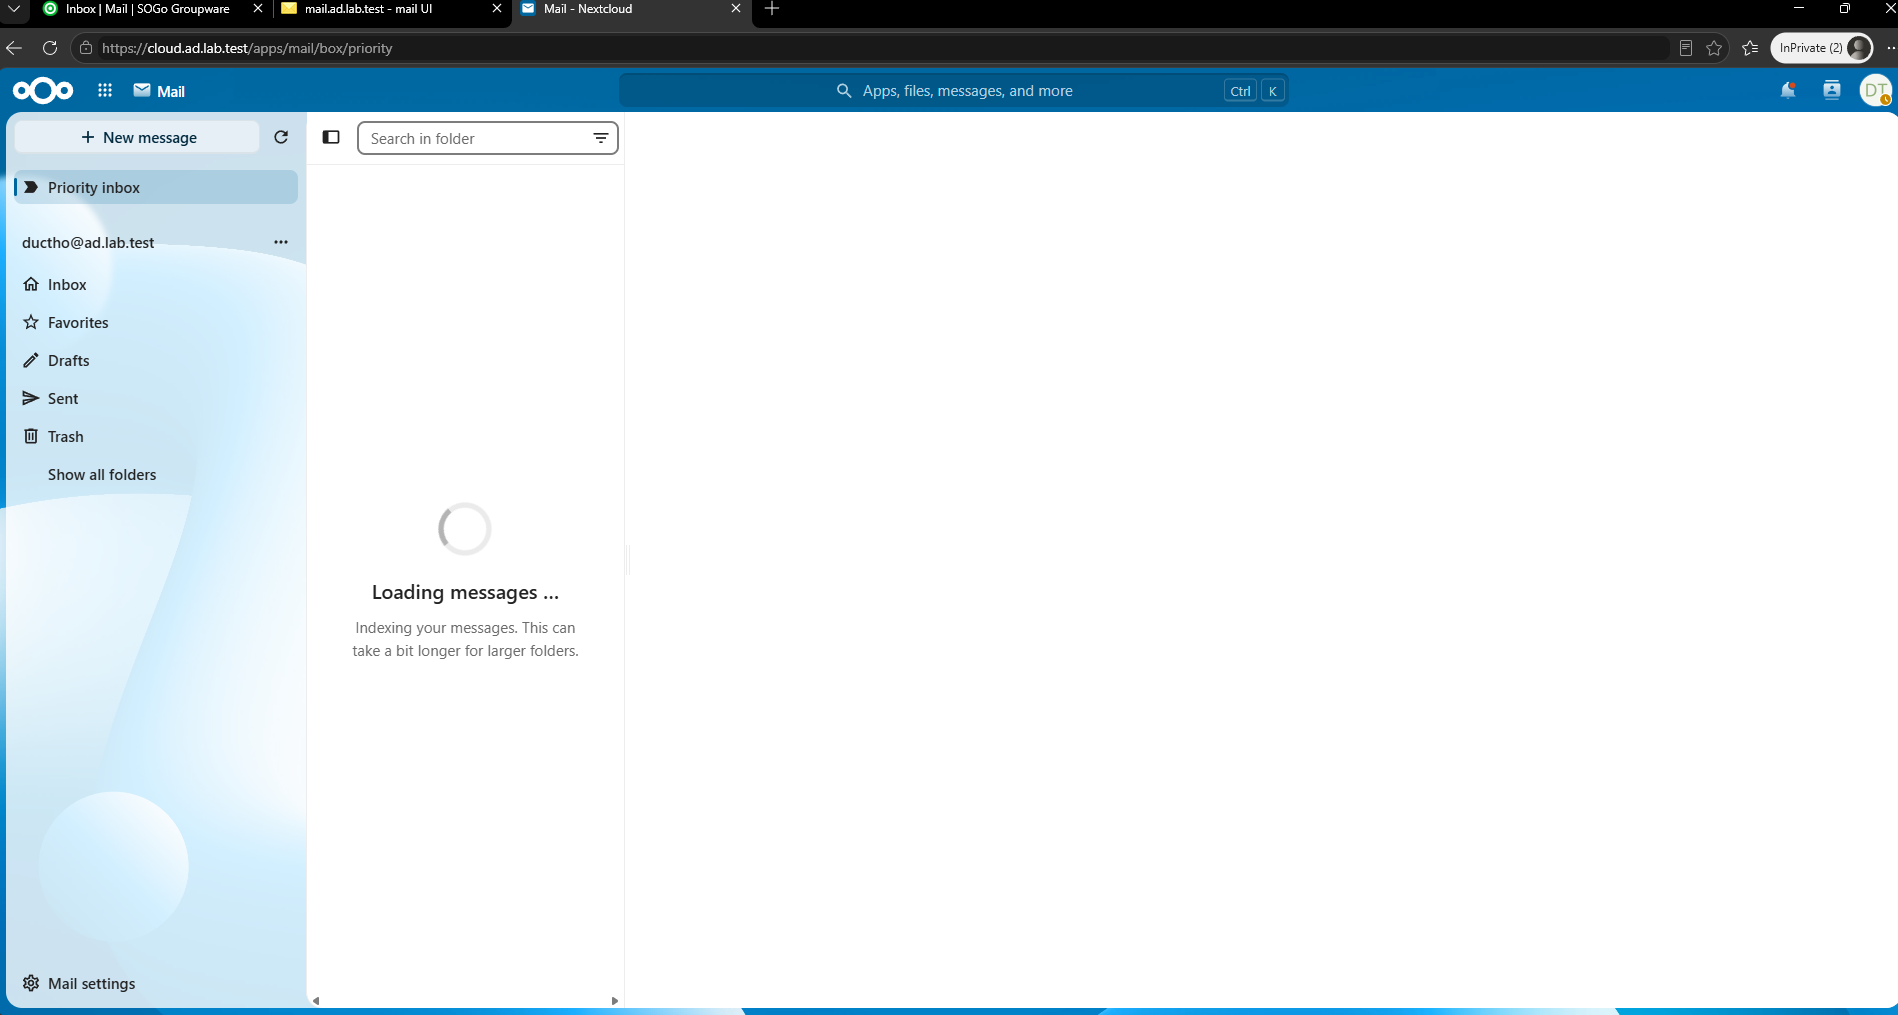 Inbox | Mail | SOGo Groupware
mail.ad.lab.test - mail UI
Mail - Nextcloud
https://cloud.ad.lab.test/apps/mail/box/priority
InPrivate (2)
Mail
Apps, files, messages, and more
Ctrl
K
DT
New message
Search in folder
Priority inbox
ductho@ad.lab.test
Inbox
Favorites
Drafts
Sent
Trash
Show all folders
Loading messages ...
Indexing your messages. This can
take a bit longer for larger folders.
Mail settings